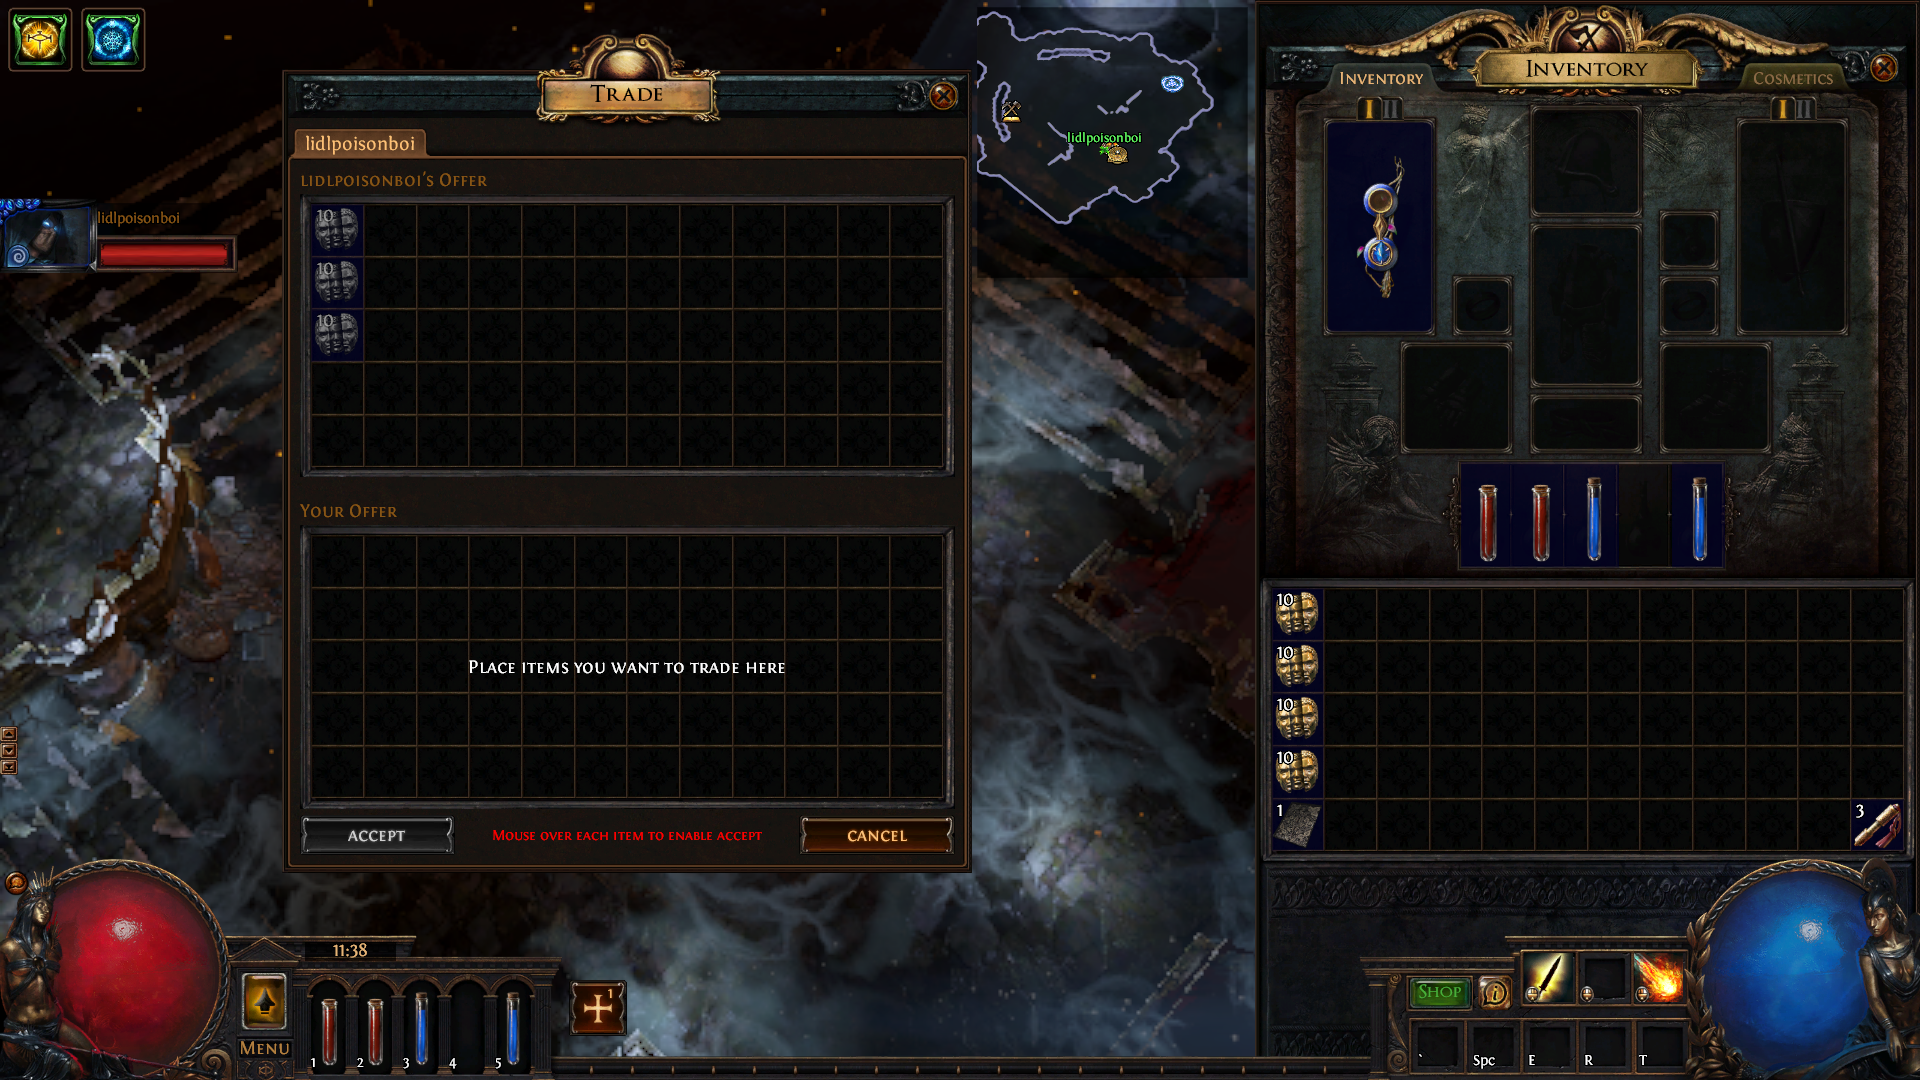 TRADE
lidlpoisonboi
LIDLPOISONBOI'S OFFER
10
10
10
YOUR OFFER
PLACE ITEMS YOU WANT TO TRADE HERE
ACCEPT
MOUSE OVER EACH ITEM TO ENABLE ACCEPT
CANCEL
lidlpoisonboi
lidlpoisonboi
INVENTORY
INVENTORY
COSMETICS
I II
I II
10
10
10
10
1
3
11:38
MENU
1 2 3 4 5
1
SHOP
` Spc E R T